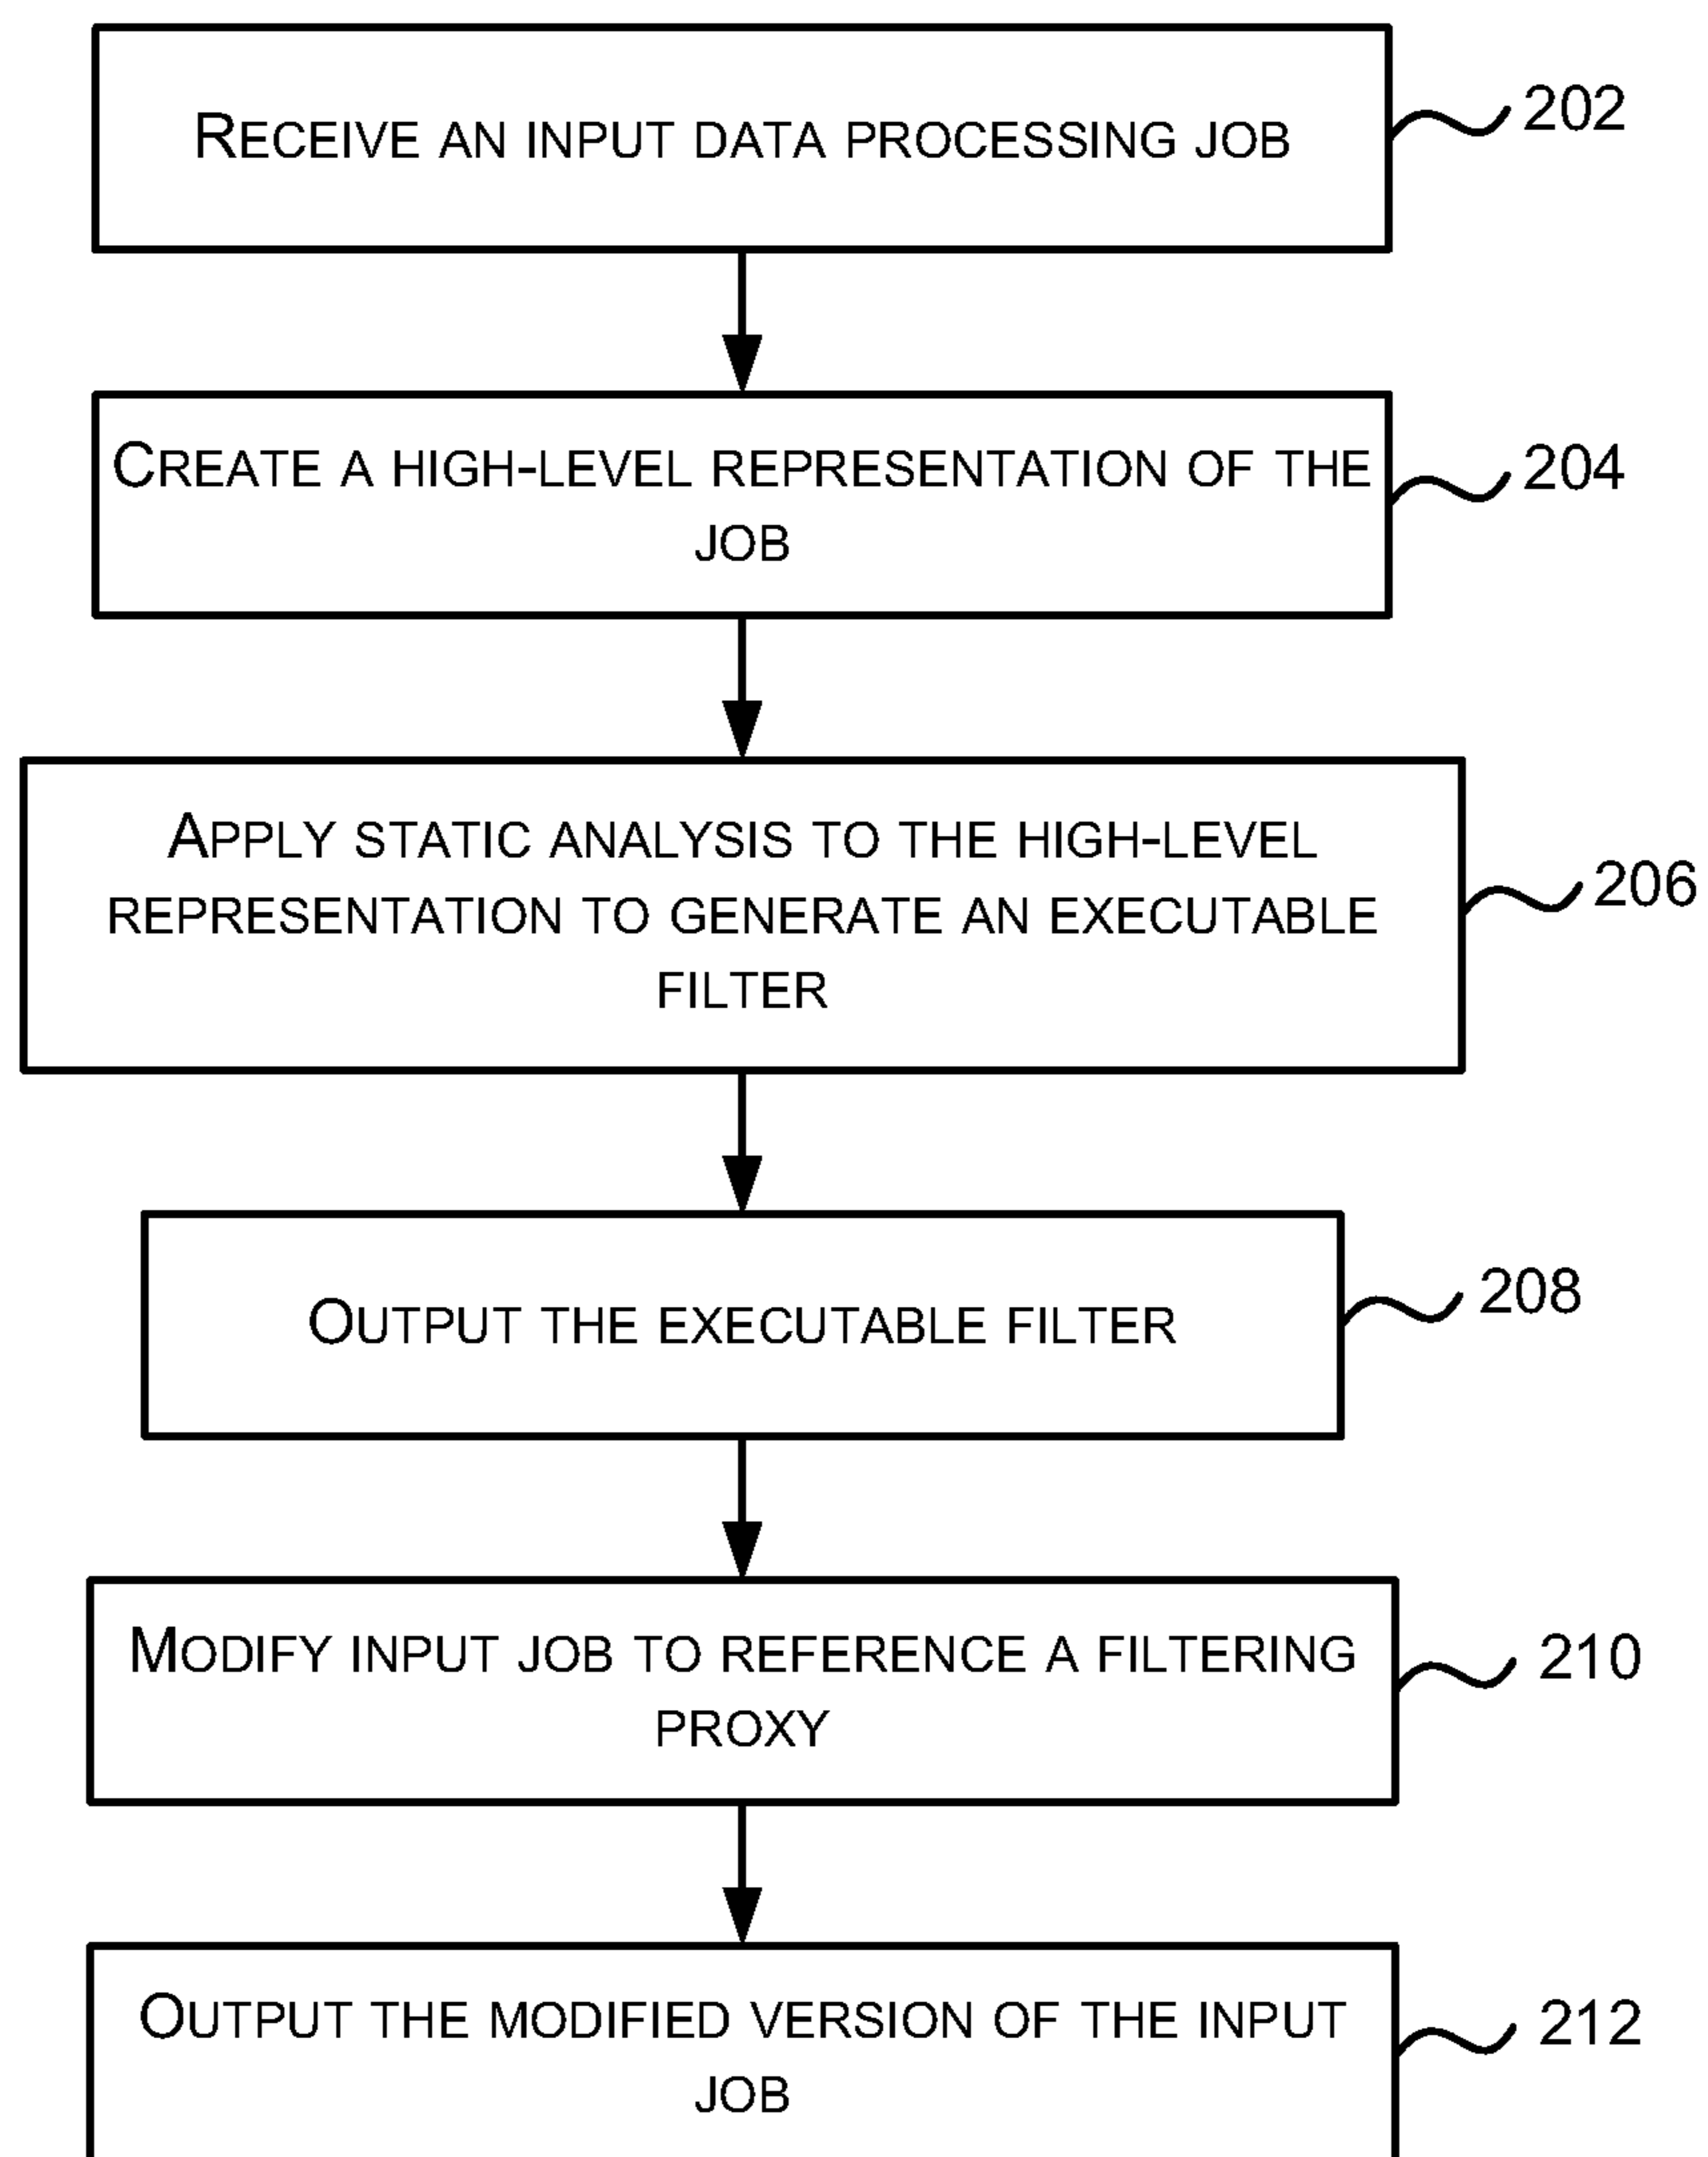 RECEIVE AN INPUT DATA PROCESSING JOB
202
CREATE A HIGH-LEVEL REPRESENTATION OF THE
JOB
204
APPLY STATIC ANALYSIS TO THE HIGH-LEVEL
REPRESENTATION TO GENERATE AN EXECUTABLE
FILTER
206
OUTPUT THE EXECUTABLE FILTER
208
MODIFY INPUT JOB TO REFERENCE A FILTERING
PROXY
210
OUTPUT THE MODIFIED VERSION OF THE INPUT
JOB
212